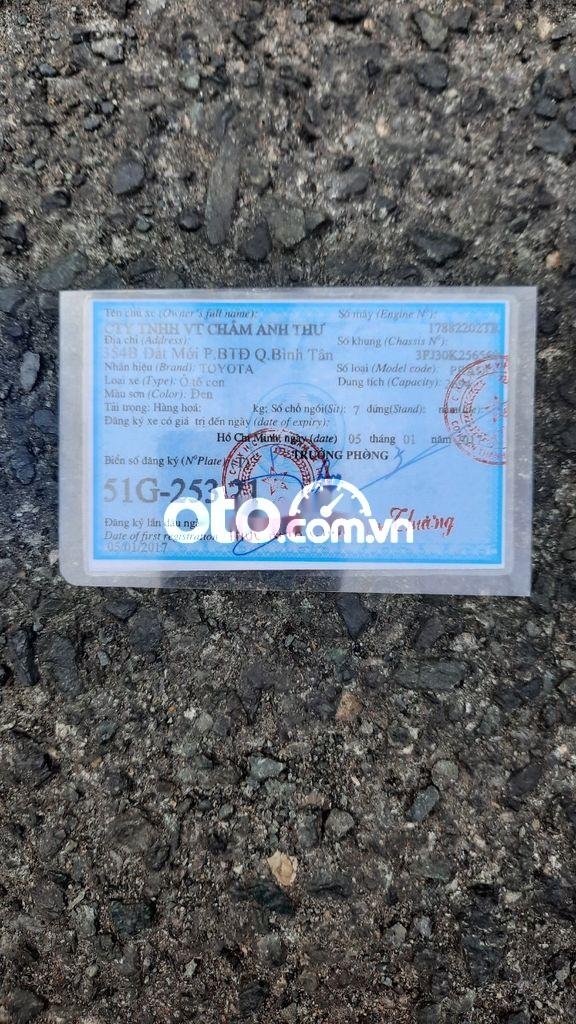 Tên chủ xe (Owner's full name): Số máy (Engine N°):
CTY TNHH VT CHÂM ANH THƯ
Địa chỉ (Address): Số khung (Chassis N°):
354B Đất Mới P.BTĐ Q.Bình Tân
Nhãn hiệu (Brand): TOYOTA Số loại (Model code):
Loại xe (Type): Ô tô con Dung tích (Capacity):
Màu sơn (Color): Đen
Tải trọng: Hàng hoá: kg; Số chỗ ngồi(Sit): 7 đứng(Stand):
Đăng ký xe có giá trị đến ngày (date of expiry):
Hồ Chí Minh, ngày (date) 05 tháng 01 năm
Biển số đăng ký (N°Plate) TRƯỞNG PHÒNG
51G-253
oto.com.vn
Đăng ký lần đầu ngày
Date of first registration
05/01/2017